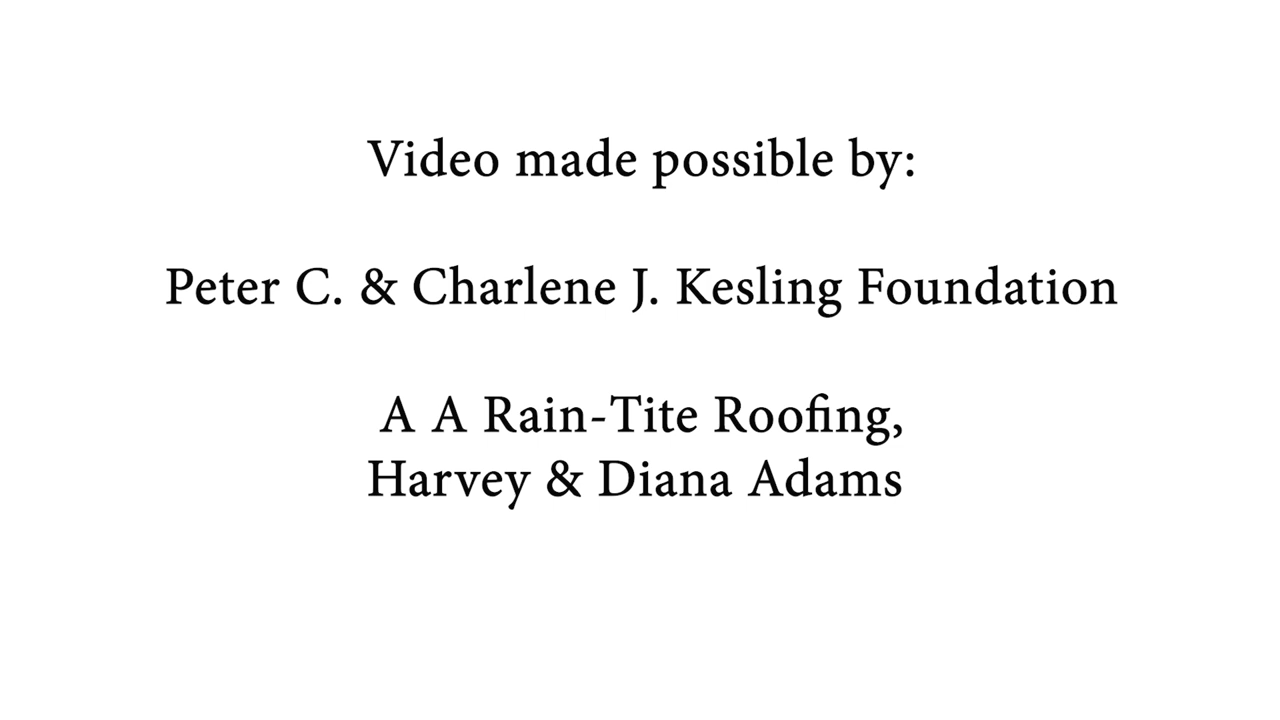 Video made possible by:
Peter C. & Charlene J. Kesling Foundation
A A Rain-Tite Roofing,
Harvey & Diana Adams